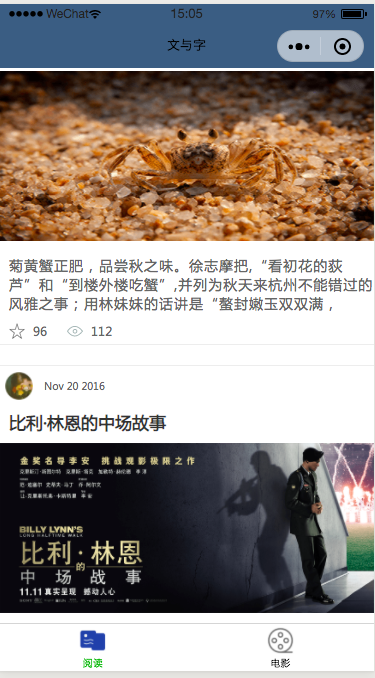 WeChat 15:05 97%
文与字
菊黄蟹正肥，品尝秋之味。徐志摩把,“看初花的荻
芦”和“到楼外楼吃蟹”,并列为秋天来杭州不能错过的
风雅之事；用林妹妹的话讲是“螯封嫩玉双双满，
96 112
Nov 20 2016
比利·林恩的中场故事
金奖名导李安 挑战观影极限之作
BILLY LYNN'S
LONG HALFTIME WALK
比利·林恩
的
中场战事
11.11 真实呈现 撼动人心
阅读 电影